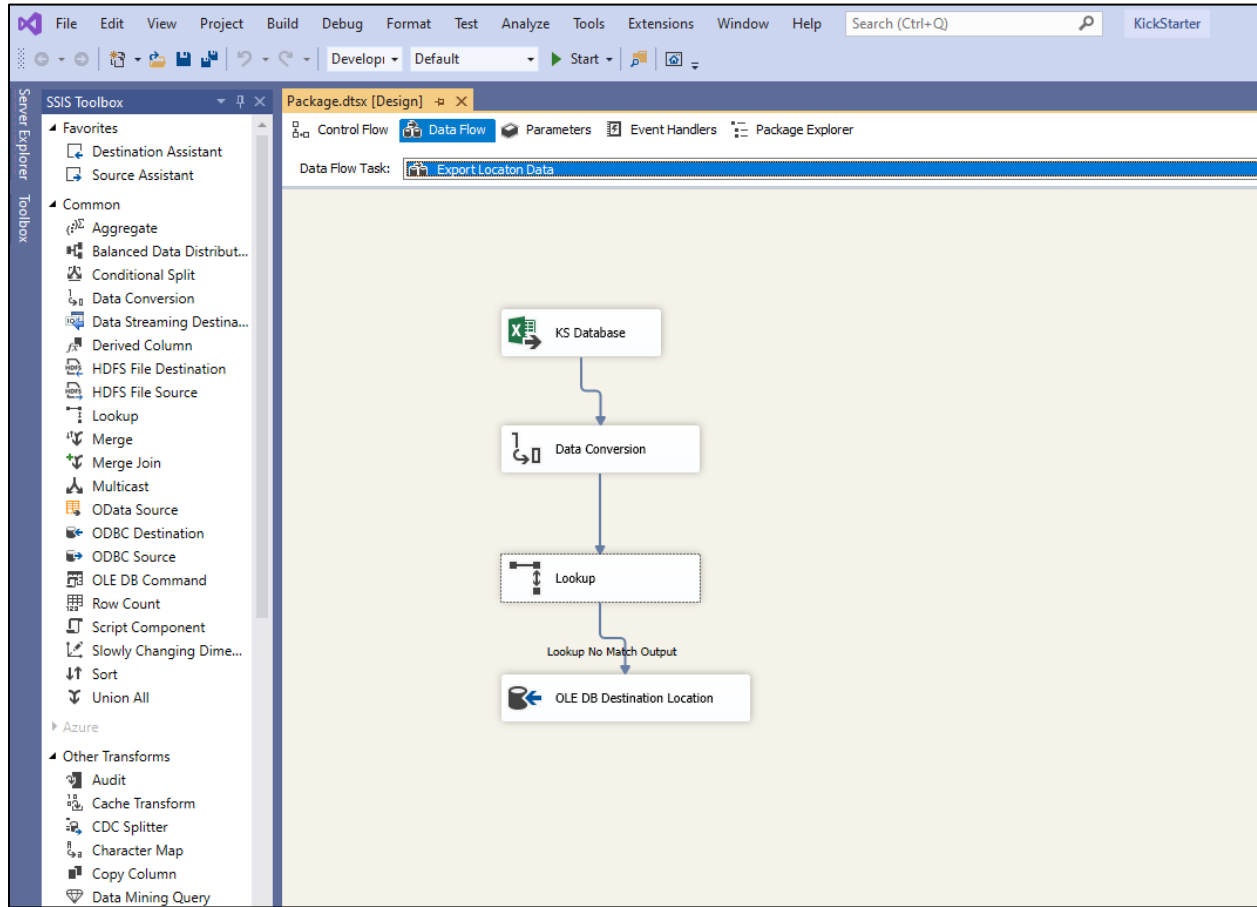 File Edit View Project Build Debug Format Test Analyze Tools Extensions Window Help Search (Ctrl+Q) KickStarter
Develop Default Start
Server Explorer
Toolbox
SSIS Toolbox
Favorites
Destination Assistant
Source Assistant
Common
Aggregate
Balanced Data Distribut...
Conditional Split
Data Conversion
Data Streaming Destina...
Derived Column
HDFS File Destination
HDFS File Source
Lookup
Merge
Merge Join
Multicast
OData Source
ODBC Destination
ODBC Source
OLE DB Command
Row Count
Script Component
Slowly Changing Dime...
Sort
Union All
Azure
Other Transforms
Audit
Cache Transform
CDC Splitter
Character Map
Copy Column
Data Mining Query
Package.dtsx [Design]
Control Flow Data Flow Parameters Event Handlers Package Explorer
Data Flow Task: Export Locaton Data
KS Database
Data Conversion
Lookup
Lookup No Match Output
OLE DB Destination Location